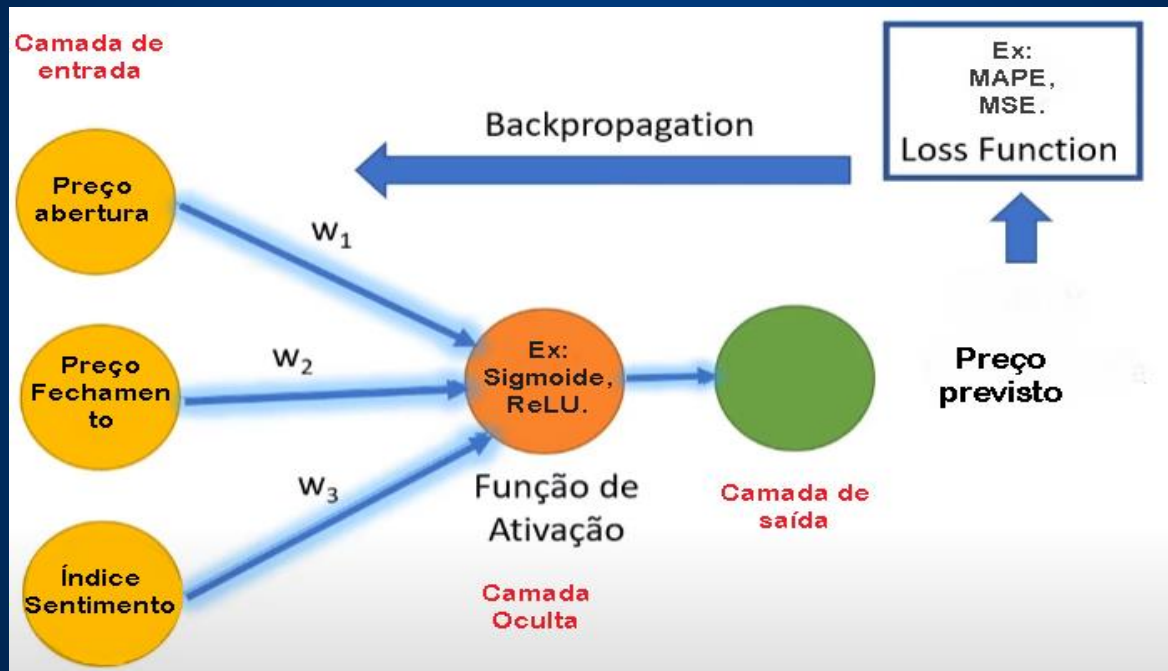 Camada de
entrada
Ex:
MAPE,
MSE.
Loss Function
Backpropagation
Preço
abertura
w1
Preço
Fechamen
to
w2
Ex:
Sigmoide,
ReLU.
Preço
previsto
w3
Função de
Ativação
Camada de
saída
Índice
Sentimento
Camada
Oculta